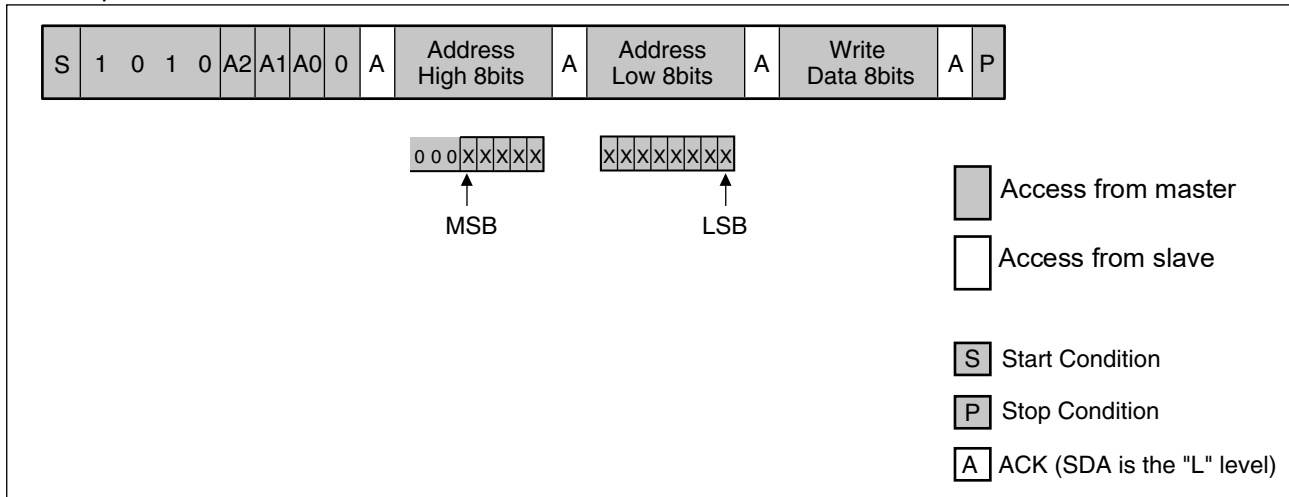 S 1 0 1 0 A2 A1 A0 0 A Address High 8bits A Address Low 8bits A Write Data 8bits A P
0 0 0 X X X X X X X X X X X X X
MSB LSB
Access from master
Access from slave
S Start Condition
P Stop Condition
A ACK (SDA is the "L" level)